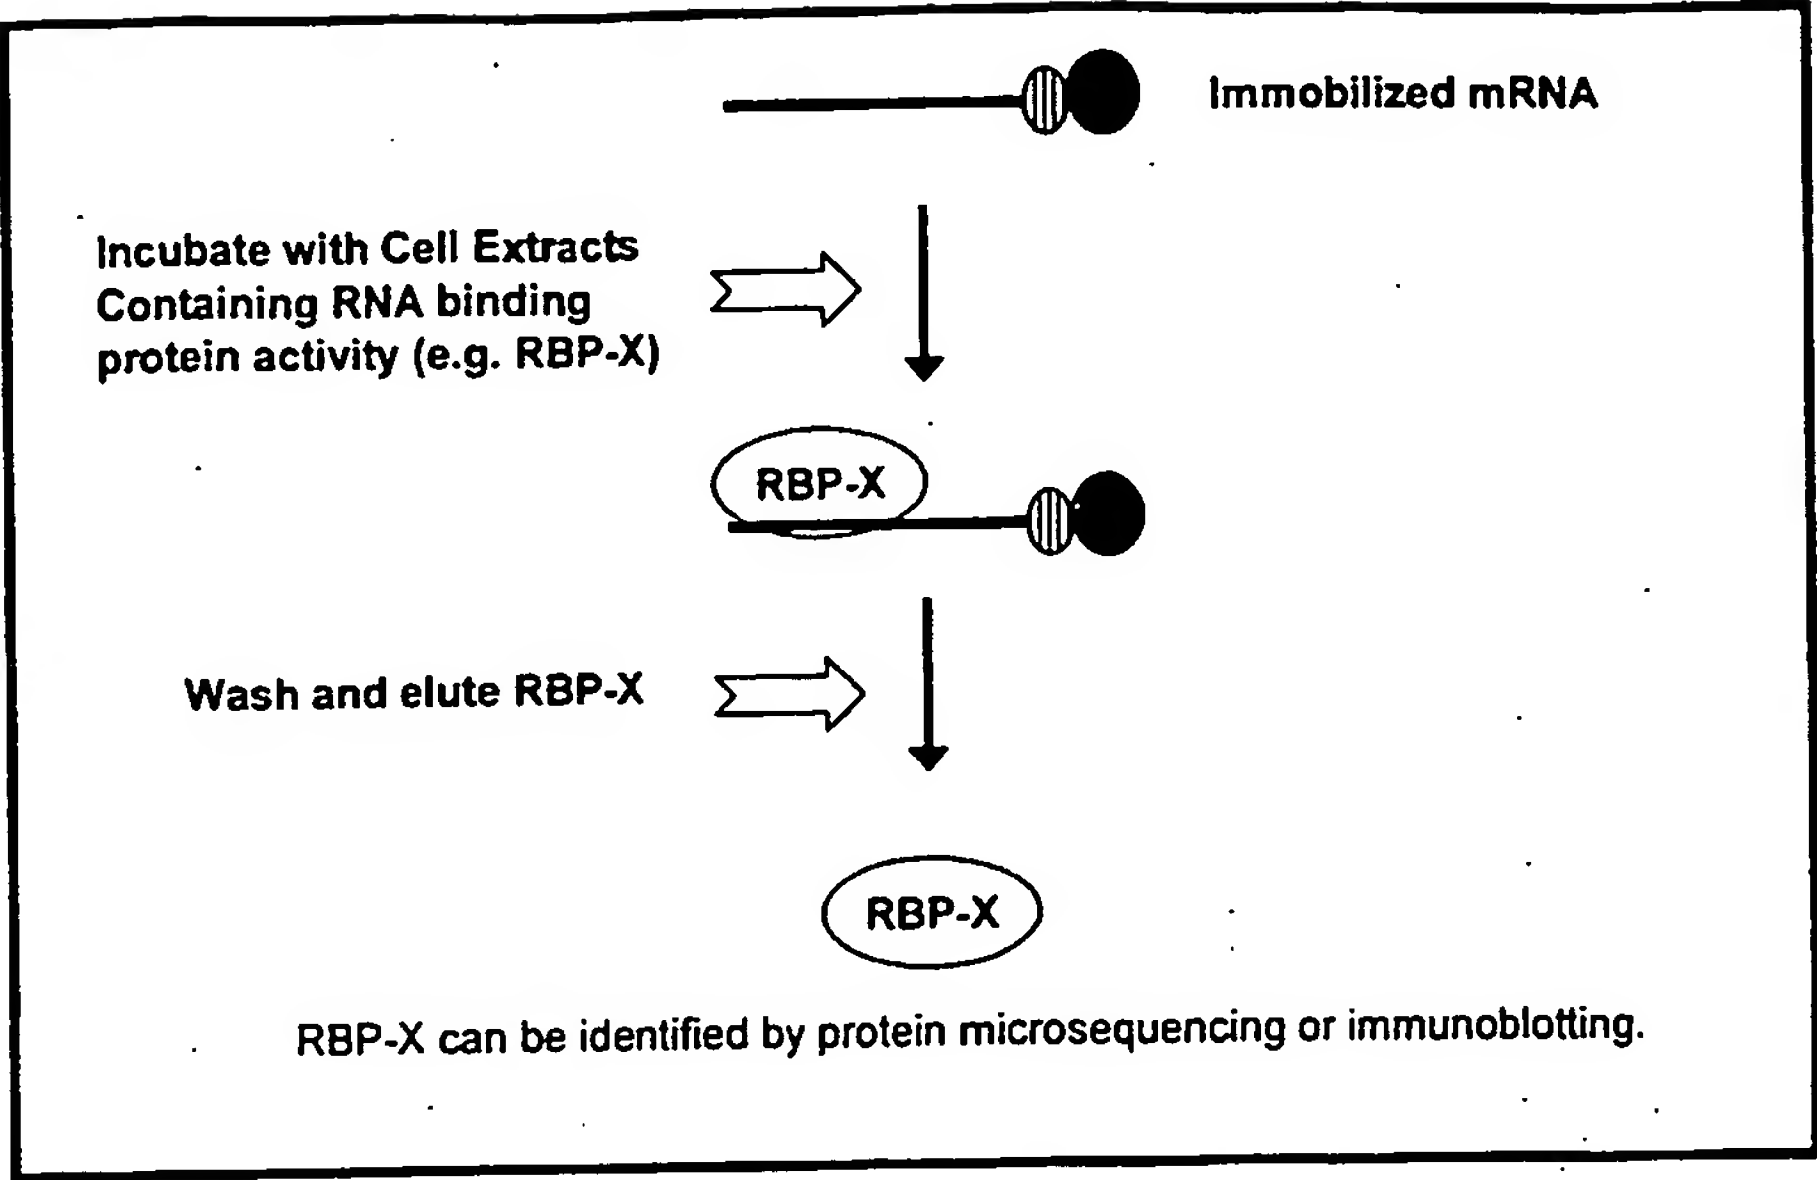 Immobilized mRNA
Incubate with Cell Extracts
Containing RNA binding
protein activity (e.g. RBP-X)
RBP-X
Wash and elute RBP-X
RBP-X
RBP-X can be identified by protein microsequencing or immunoblotting.